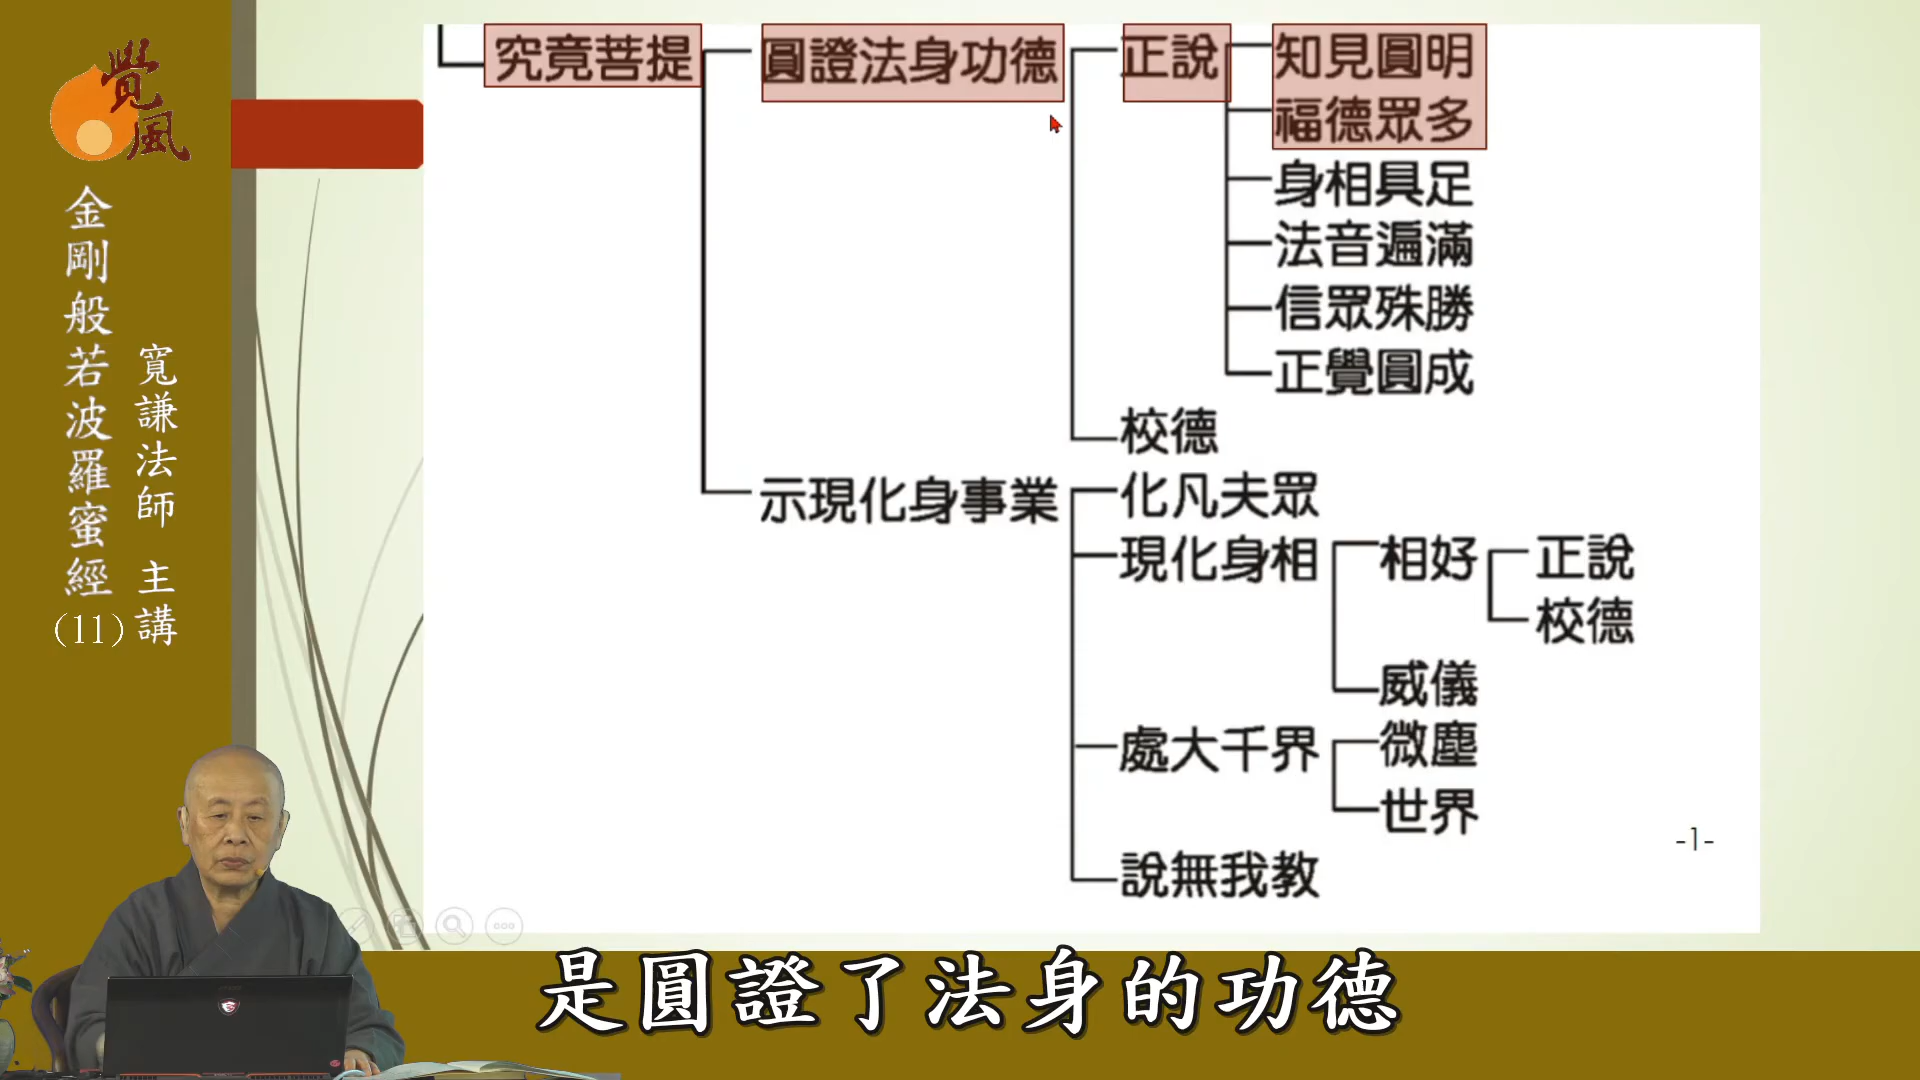 覺風
金剛般若波羅蜜經
(11)
寬謙法師 主講
究竟菩提
圓證法身功德
正說
知見圓明
福德眾多
身相具足
法音遍滿
信眾殊勝
正覺圓成
校德
示現化身事業
化凡夫眾
現化身相
相好
正說
校德
威儀
處大千界
微塵
世界
說無我教
-1-
是圓證了法身的功德